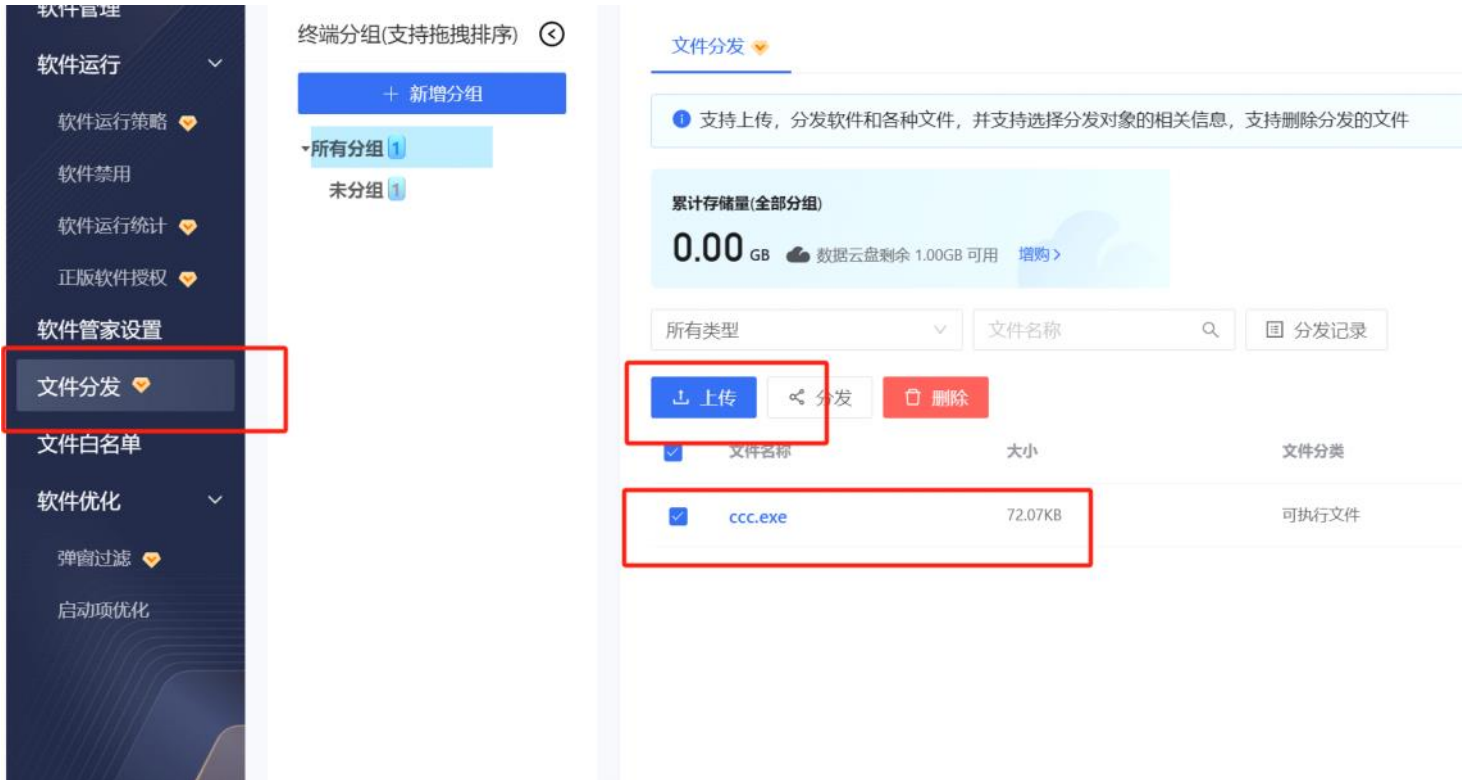 软件管理
软件运行
软件运行策略
软件禁用
软件运行统计
正版软件授权
软件管家设置
文件分发
文件白名单
软件优化
弹窗过滤
启动项优化
终端分组(支持拖拽排序)
+ 新增分组
所有分组 1
未分组 1
文件分发
支持上传，分发软件和各种文件，并支持选择分发对象的相关信息，支持删除分发的文件
累计存储量(全部分组)
0.00 GB 数据云盘剩余 1.00GB 可用 增购>
所有类型 文件名称 分发记录
上传 分发 删除
文件名称 大小 文件分类
ccc.exe 72.07KB 可执行文件